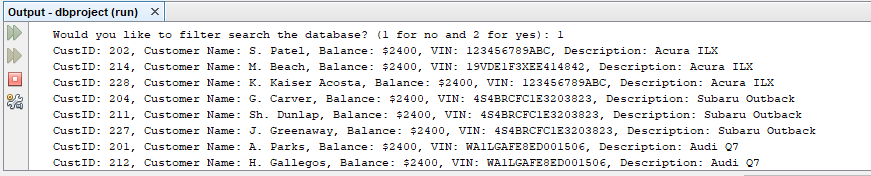 Output - dbproject (run) ×
Would you like to filter search the database? (1 for no and 2 for yes): 1
CustID: 202, Customer Name: S. Patel, Balance: $2400, VIN: 123456789ABC, Description: Acura ILX
CustID: 214, Customer Name: M. Beach, Balance: $2400, VIN: 19VDE1F3XEE414842, Description: Acura ILX
CustID: 228, Customer Name: K. Kaiser Acosta, Balance: $2400, VIN: 123456789ABC, Description: Acura ILX
CustID: 204, Customer Name: G. Carver, Balance: $2400, VIN: 4S4BRCFC1E3203823, Description: Subaru Outback
CustID: 211, Customer Name: Sh. Dunlap, Balance: $2400, VIN: 4S4BRCFC1E3203823, Description: Subaru Outback
CustID: 227, Customer Name: J. Greenaway, Balance: $2400, VIN: 4S4BRCFC1E3203823, Description: Subaru Outback
CustID: 201, Customer Name: A. Parks, Balance: $2400, VIN: WA1LGAFE8ED001506, Description: Audi Q7
CustID: 212, Customer Name: H. Gallegos, Balance: $2400, VIN: WA1LGAFE8ED001506, Description: Audi Q7